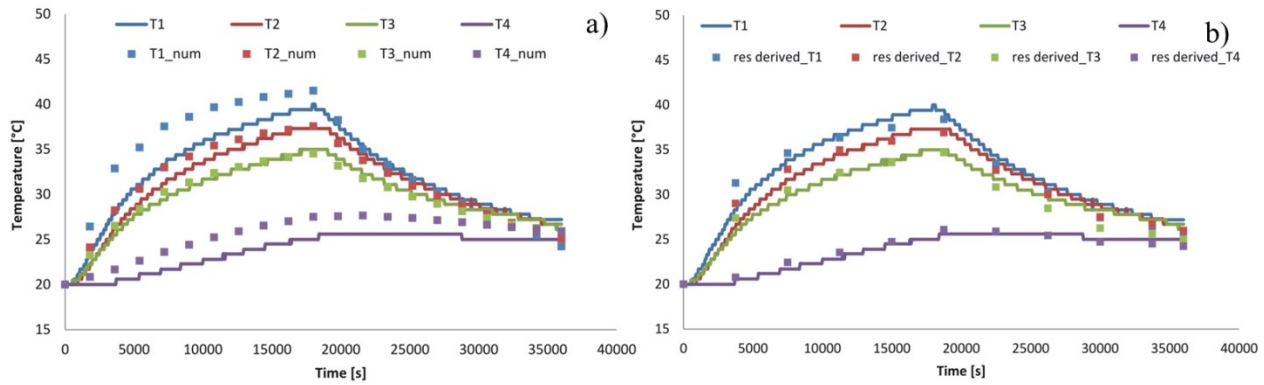 50
T1 T2 T3 T4
a)
T1_num T2_num T3_num T4_num
45
40
35
30
25
20
15
Temperature [°C]
0 5000 10000 15000 20000 25000 30000 35000 40000
Time [s]
50
T1 T2 T3 T4
b)
res derived_T1 res derived_T2 res derived_T3 res derived_T4
45
40
35
30
25
20
15
Temperature [°C]
0 5000 10000 15000 20000 25000 30000 35000 40000
Time [s]